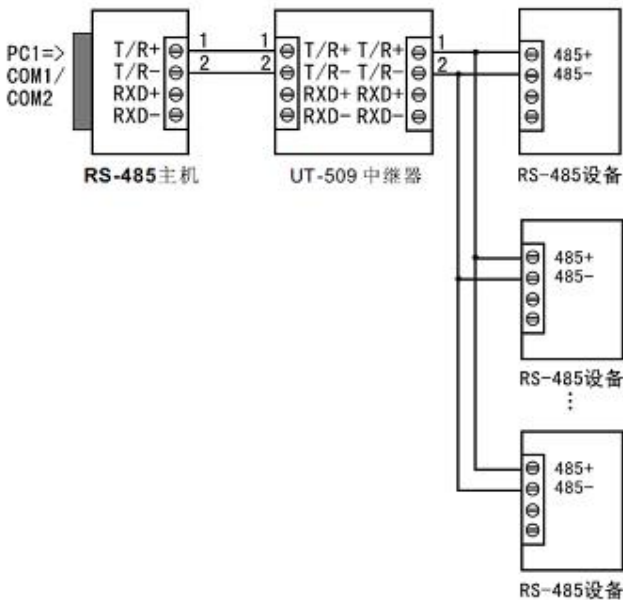 PC1=>
COM1/
COM2
T/R+
T/R-
RXD+
RXD-
1
2
RS-485主机
1
2
T/R+ T/R+
T/R- T/R-
RXD+ RXD+
RXD- RXD-
UT-509 中继器
1
2
485+
485-
RS-485设备
485+
485-
RS-485设备
⋮
485+
485-
RS-485设备